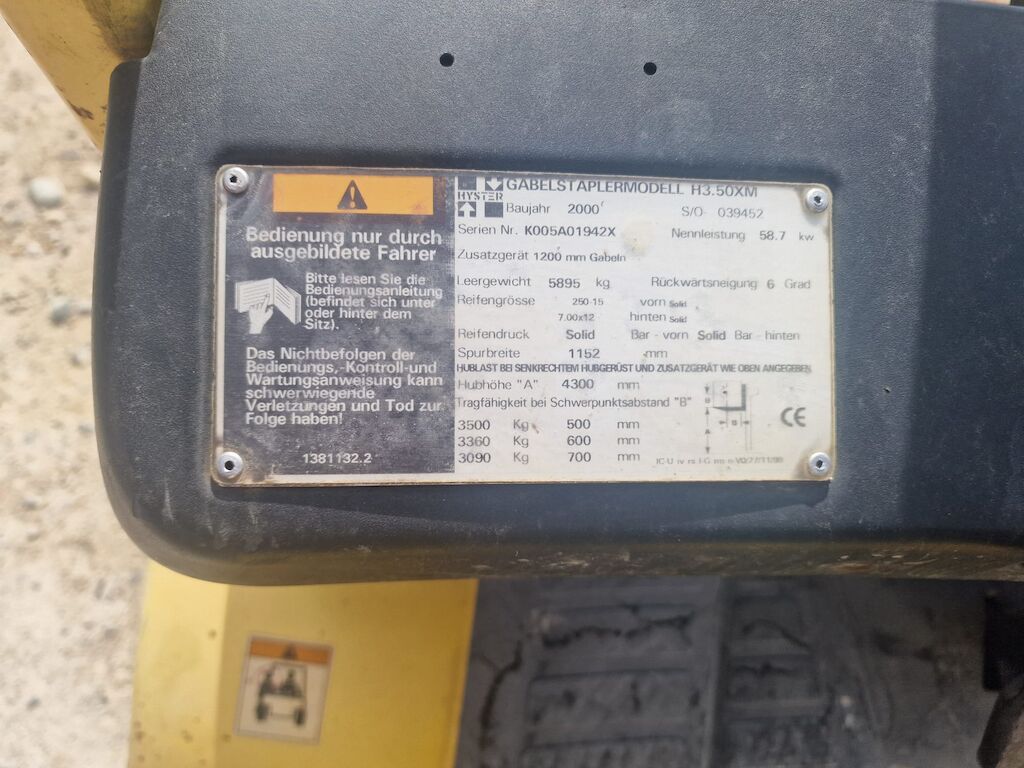 Bedienung nur durch
ausgebildete Fahrer
Bitte lesen Sie die
Bedienungsanleitung
(befindet sich unter
oder hinter dem
Sitz).
Das Nichtbefolgen der
Bedienungs,-Kontroll-und
Wartungsanweisung kann
schwerwiegende
Verletzungen und Tod zur
Folge haben!
1381132.2
HYSTER
GABELSTAPLERMODELL H3.50XM
Baujahr 2000 S/O- 039452
Serien Nr. K005A01942X Nennleistung 58.7 kw
Zusatzgerät 1200 mm Gabeln
Leergewicht 5895 kg Rückwärtsneigung 6 Grad
Reifengrösse 250-15 vorn Solid
7.00x12 hinten Solid
Reifendruck Solid Bar - vorn Solid Bar - hinten
Spurbreite 1152 mm
HUBLAST BEI SENKRECHTEM HUBGERÜST UND ZUSATZGERÄT WIE OBEN ANGEGEBEN
Hubhöhe "A" 4300 mm
Tragfähigkeit bei Schwerpunktsabstand "B"
3500 Kg 500 mm
3360 Kg 600 mm
3090 Kg 700 mm
B
A
B
CE